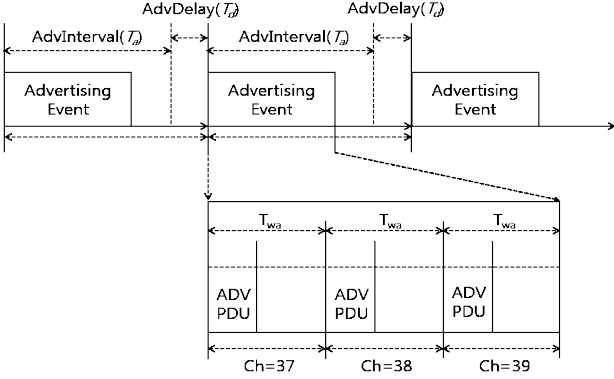 AdvDelay(Td) AdvDelay(Td)
AdvInterval(Ta) AdvInterval(Ta)
Advertising Event
Advertising Event
Advertising Event
Twa Twa Twa
ADV PDU
ADV PDU
ADV PDU
Ch=37 Ch=38 Ch=39